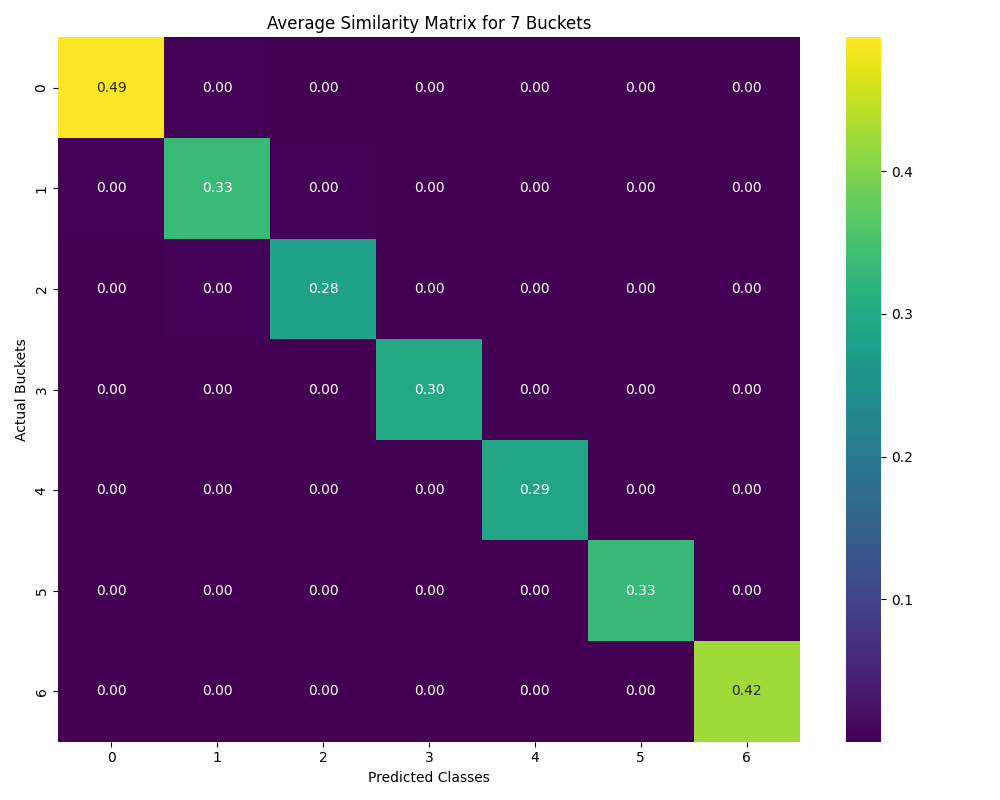 Average Similarity Matrix for 7 Buckets
0 0.49 0.00 0.00 0.00 0.00 0.00 0.00
1 0.00 0.33 0.00 0.00 0.00 0.00 0.00 0.4
2 0.00 0.00 0.28 0.00 0.00 0.00 0.00 0.3
Actual Buckets
3 0.00 0.00 0.00 0.30 0.00 0.00 0.00
4 0.00 0.00 0.00 0.00 0.29 0.00 0.00 0.2
5 0.00 0.00 0.00 0.00 0.00 0.33 0.00 0.1
6 0.00 0.00 0.00 0.00 0.00 0.00 0.42
0 1 2 3 4 5 6
Predicted Classes